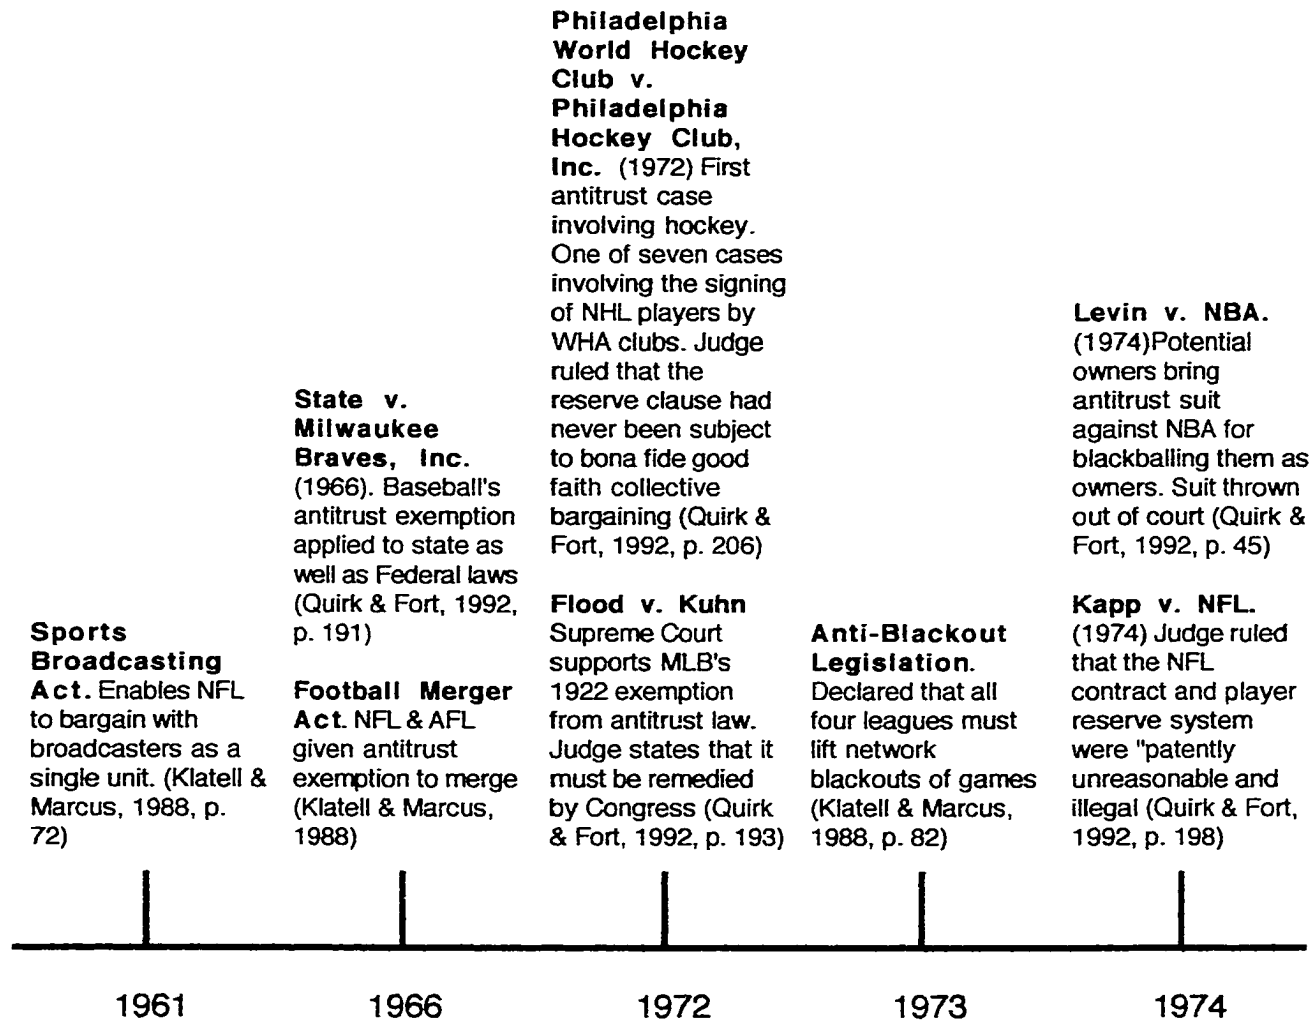 Sports
Broadcasting
Act. Enables NFL
to bargain with
broadcasters as a
single unit. (Klatell &
Marcus, 1988, p.
72)
State v.
Milwaukee
Braves, Inc.
(1966). Baseball's
antitrust exemption
applied to state as
well as Federal laws
(Quirk & Fort, 1992,
p. 191)
Football Merger
Act. NFL & AFL
given antitrust
exemption to merge
(Klatell & Marcus,
1988)
Philadelphia
World Hockey
Club v.
Philadelphia
Hockey Club,
Inc. (1972) First
antitrust case
involving hockey.
One of seven cases
involving the signing
of NHL players by
WHA clubs. Judge
ruled that the
reserve clause had
never been subject
to bona fide good
faith collective
bargaining (Quirk &
Fort, 1992, p. 206)
Flood v. Kuhn
Supreme Court
supports MLB's
1922 exemption
from antitrust law.
Judge states that it
must be remedied
by Congress (Quirk
& Fort, 1992, p. 193)
Anti-Blackout
Legislation.
Declared that all
four leagues must
lift network
blackouts of games
(Klatell & Marcus,
1988, p. 82)
Levin v. NBA.
(1974)Potential
owners bring
antitrust suit
against NBA for
blackballing them as
owners. Suit thrown
out of court (Quirk &
Fort, 1992, p. 45)
Kapp v. NFL.
(1974) Judge ruled
that the NFL
contract and player
reserve system
were "patently
unreasonable and
illegal (Quirk & Fort,
1992, p. 198)
1961
1966
1972
1973
1974